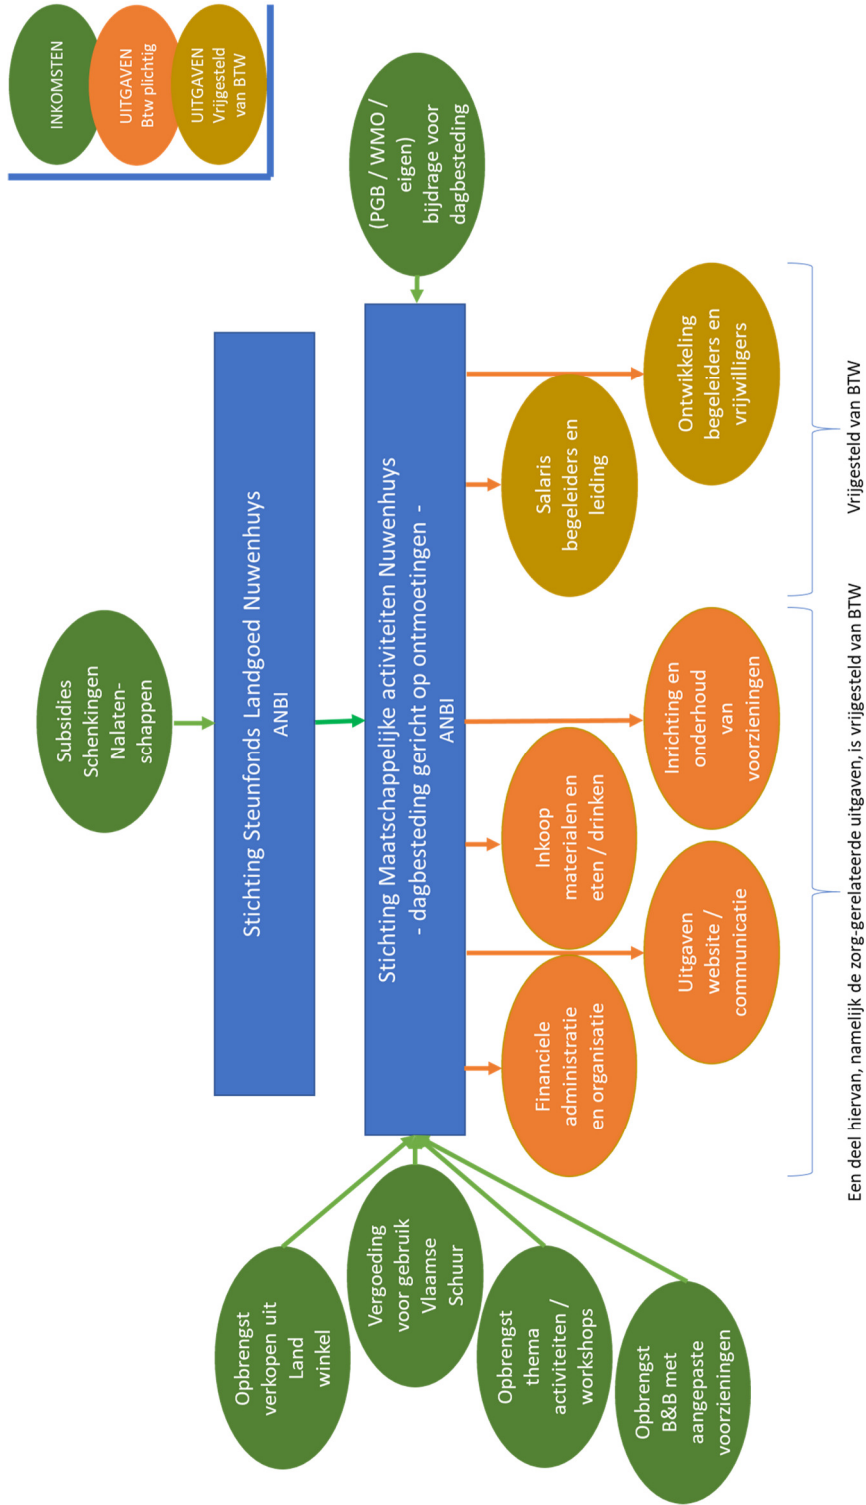 INKOMSTEN
UITGAVEN
Btw plichtig
UITGAVEN
Vrijgesteld
van BTW
Subsidies
Schenkingen
Nalaten-
schappen
Stichting Steunfonds Landgoed Nuwenhuys
ANBI
Opbrengst
verkopen uit
Land
winkel
Vergoeding
voor gebruik
Vlaamse
Schuur
Opbrengst
thema
activiteiten /
workshops
Opbrengst
B&B met
aangepaste
voorzieningen
Stichting Maatschappelijke activiteiten Nuwenhuys
- dagbesteding gericht op ontmoetingen -
ANBI
(PGB / WMO /
eigen)
bijdrage voor
dagbesteding
Financiele
administratie
en organisatie
Inkoop
materialen en
eten / drinken
Salaris
begeleiders en
leiding
Uitgaven
website /
communicatie
Inrichting en
onderhoud
van
voorzieningen
Ontwikkeling
begeleiders en
vrijwilligers
Een deel hiervan, namelijk de zorg-gerelateerde uitgaven, is vrijgesteld van BTW
Vrijgesteld van BTW